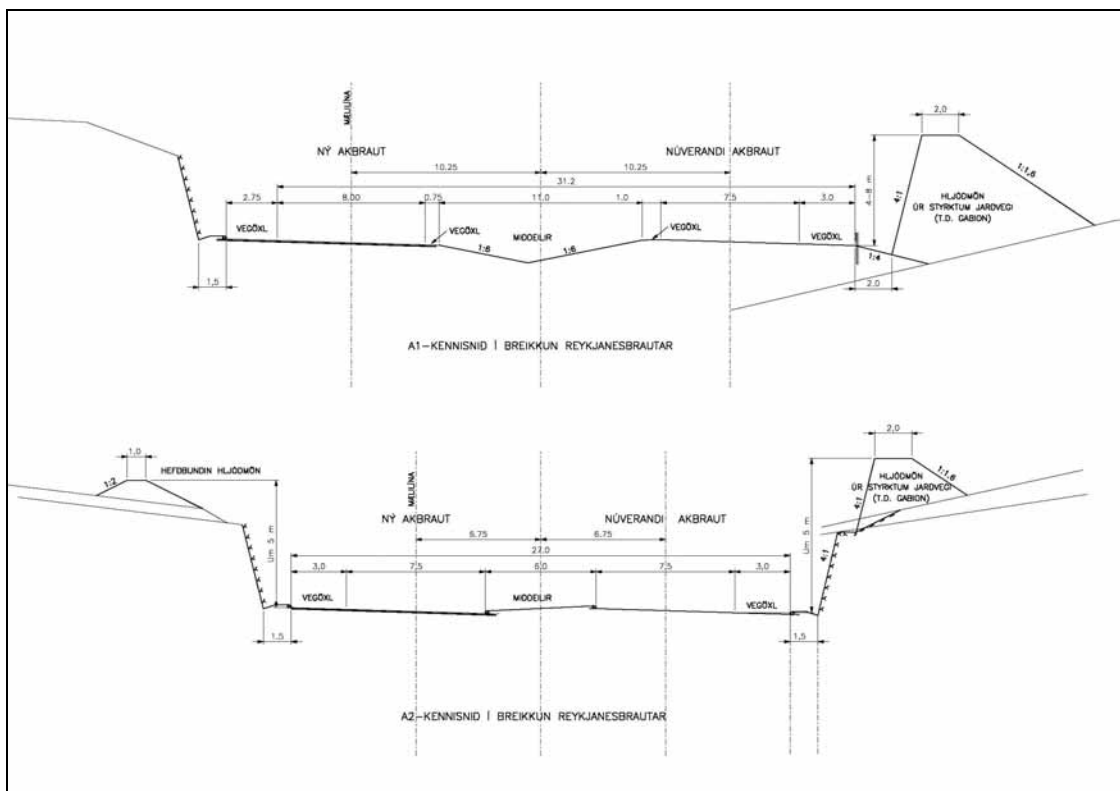 2,0
MÆLILÍNA
NÝ AKBRAUT
NÚVERANDI AKBRAUT
10.25
10.25
31.2
2.75
8.00
0.75
11.0
1.0
7.5
3.0
4-8 m
4:1
1:1,6
HLJÓÐMÖN
ÚR STYRKTUM JARÐVEGI
(T.D. GABION)
VEGÖXL
VEGÖXL
MIÐDEILIR
VEGÖXL
VEGÖXL
1:6
1:6
1:4
1,5
2.0
A1-KENNISNIÐ Í BREIKKUN REYKJANESBRAUTAR
1,0
1:2
HEFÐBUNDIN HLJÓÐMÖN
2,0
HLJÓÐMÖN
ÚR STYRKTUM JARÐVEGI
(T.D. GABION)
1:1,6
4:1
MÆLILÍNA
NÝ AKBRAUT
NÚVERANDI AKBRAUT
Um 5 m
Um 5 m
6.75
6.75
27.0
3,0
7.5
6.0
7.5
3,0
4:1
VEGÖXL
MIÐDEILIR
VEGÖXL
1.5
1,5
A2-KENNISNIÐ Í BREIKKUN REYKJANESBRAUTAR